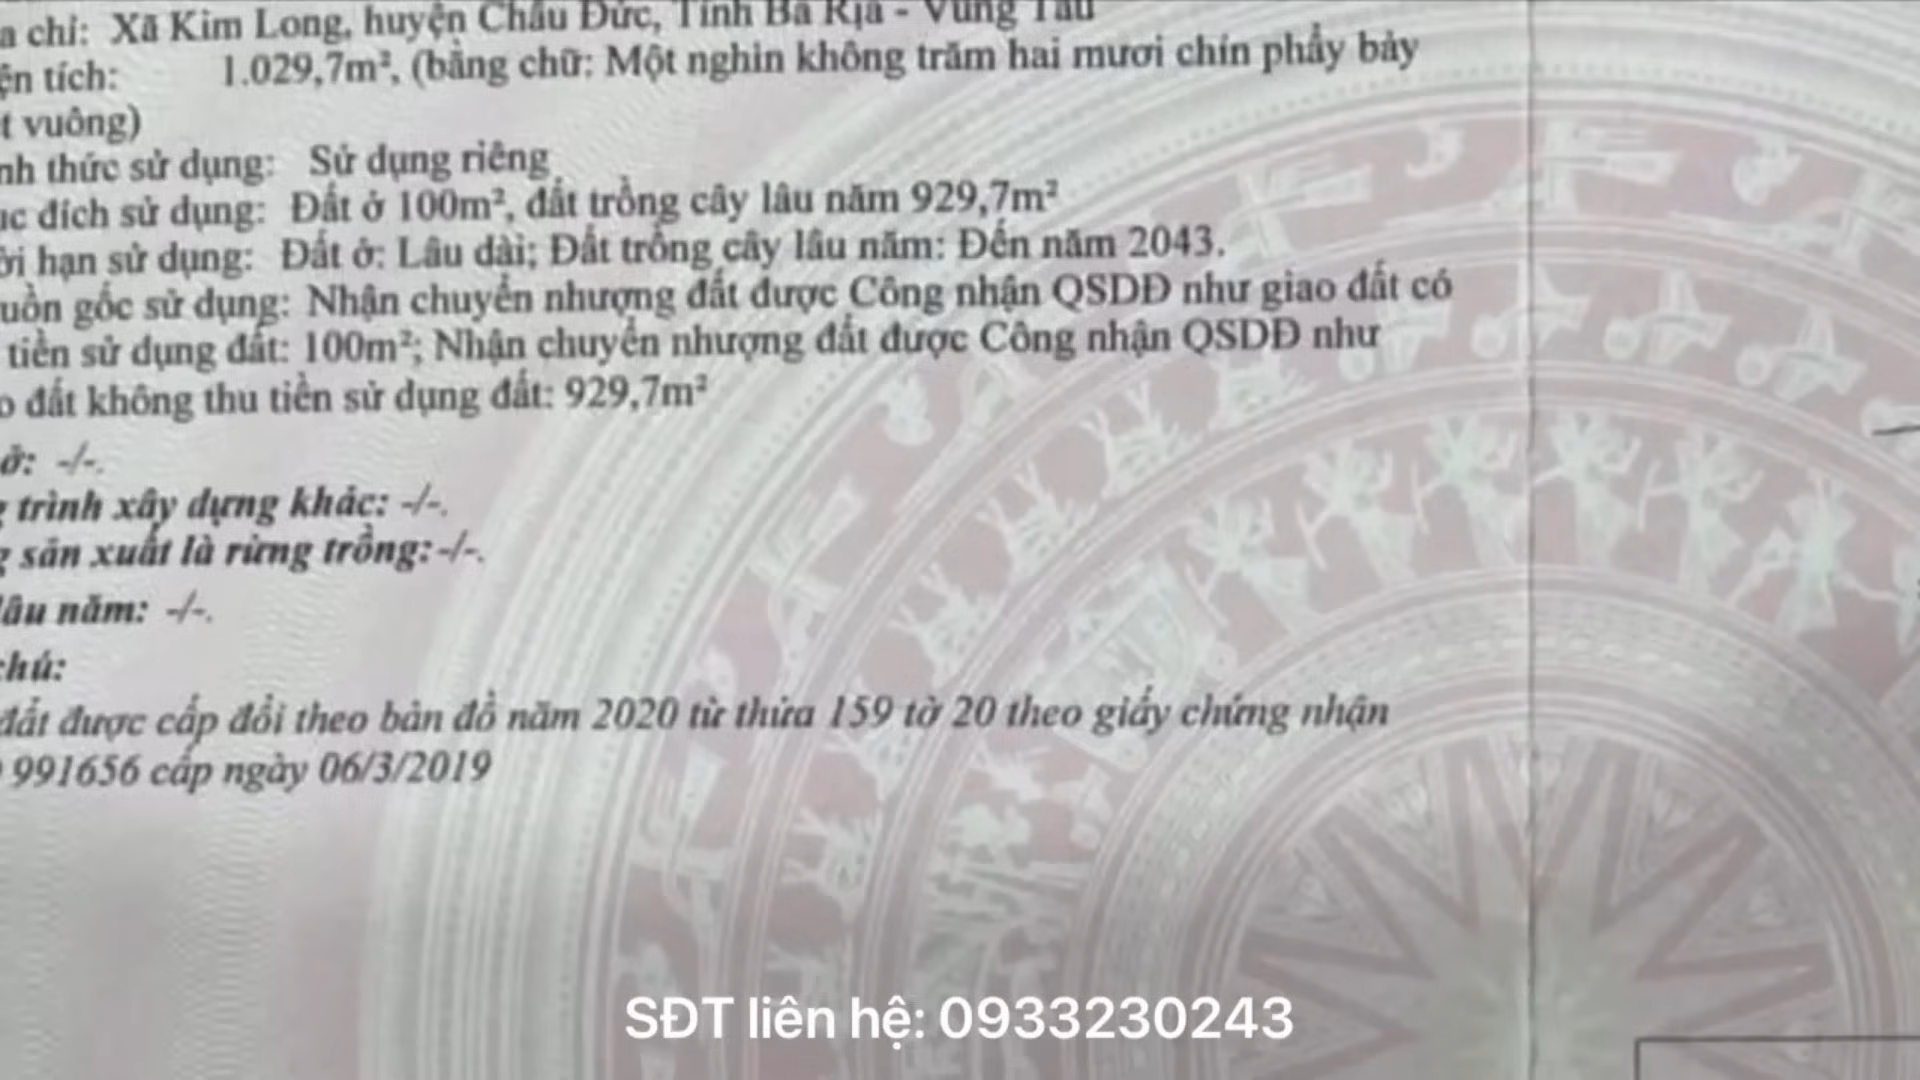 a chỉ: Xã Kim Long, huyện Châu Đức, Tỉnh Bà Rịa - Vũng Tàu
ện tích: 1.029,7m², (bằng chữ: Một nghìn không trăm hai mươi chín phẩy bảy
t vuông)
nh thức sử dụng: Sử dụng riêng
ục đích sử dụng: Đất ở 100m², đất trồng cây lâu năm 929,7m²
ời hạn sử dụng: Đất ở: Lâu dài; Đất trồng cây lâu năm: Đến năm 2043.
uồn gốc sử dụng: Nhận chuyển nhượng đất được Công nhận QSDĐ như giao đất có
tiền sử dụng đất: 100m²; Nhận chuyển nhượng đất được Công nhận QSDĐ như
o đất không thu tiền sử dụng đất: 929,7m²
ở: -/-.
g trình xây dựng khác: -/-.
g sản xuất là rừng trồng:-/-.
lâu năm: -/-.
chú:
đất được cấp đổi theo bản đồ năm 2020 từ thửa 159 tờ 20 theo giấy chứng nhận
991656 cấp ngày 06/3/2019
SĐT liên hệ: 0933230243